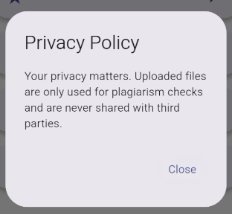 Privacy Policy
Your privacy matters. Uploaded files
are only used for plagiarism checks
and are never shared with third
parties.
Close